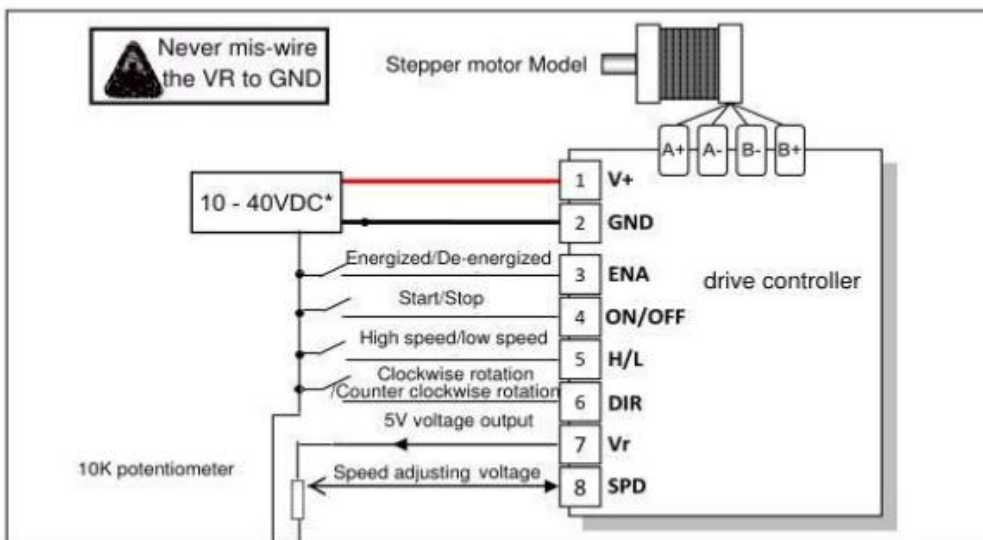 Never mis-wire
the VR to GND
Stepper motor Model
A+ A- B- B+
10 - 40VDC*
1 V+
2 GND
Energized/De-energized
3 ENA
drive controller
Start/Stop
4 ON/OFF
High speed/low speed
5 H/L
Clockwise rotation
/Counter clockwise rotation
6 DIR
5V voltage output
7 Vr
10K potentiometer
Speed adjusting voltage
8 SPD